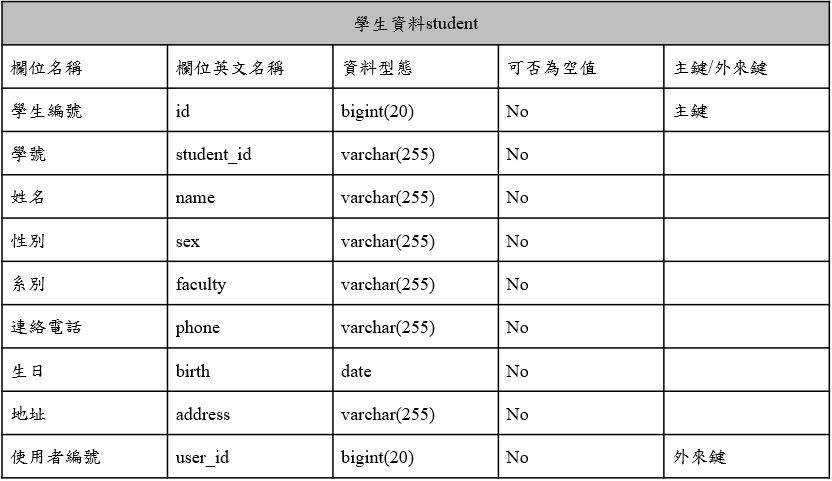 學生資料student
欄位名稱 欄位英文名稱 資料型態 可否為空值 主鍵/外來鍵
學生編號 id bigint(20) No 主鍵
學號 student_id varchar(255) No
姓名 name varchar(255) No
性別 sex varchar(255) No
系別 faculty varchar(255) No
連絡電話 phone varchar(255) No
生日 birth date No
地址 address varchar(255) No
使用者編號 user_id bigint(20) No 外來鍵